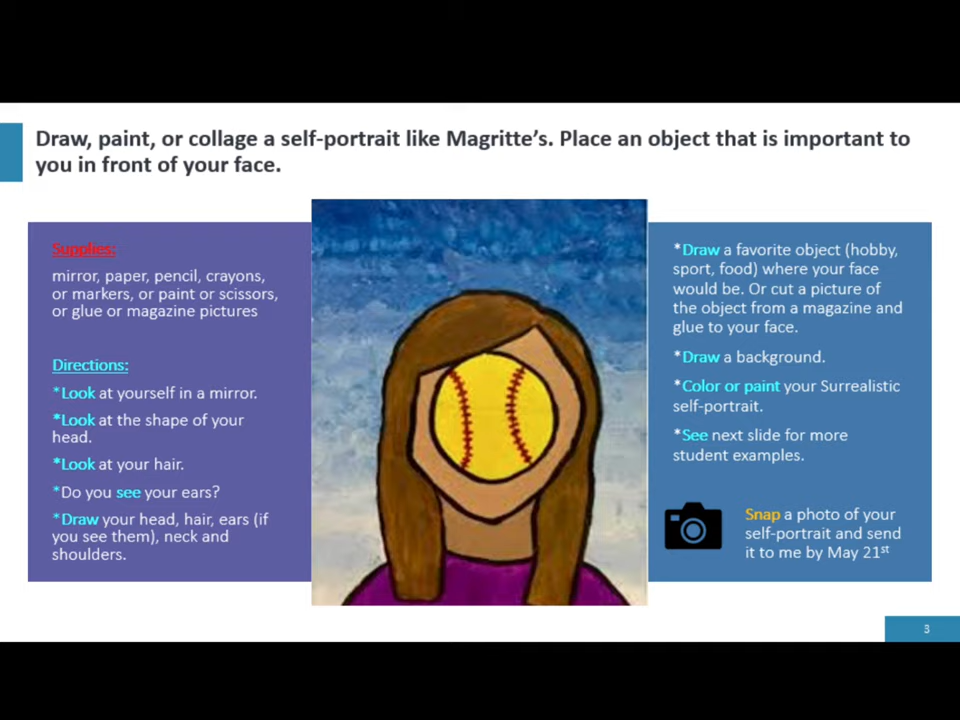 Draw, paint, or collage a self-portrait like Magritte's. Place an object that is important to
you in front of your face.
Supplies:
mirror, paper, pencil, crayons,
or markers, or paint or scissors,
or glue or magazine pictures
Directions:
*Look at yourself in a mirror.
*Look at the shape of your
head.
*Look at your hair.
*Do you see your ears?
*Draw your head, hair, ears (if
you see them), neck and
shoulders.
*Draw a favorite object (hobby,
sport, food) where your face
would be. Or cut a picture of
the object from a magazine and
glue to your face.
*Draw a background.
*Color or paint your Surrealistic
self-portrait.
*See next slide for more
student examples.
Snap a photo of your
self-portrait and send
it to me by May 21st
3